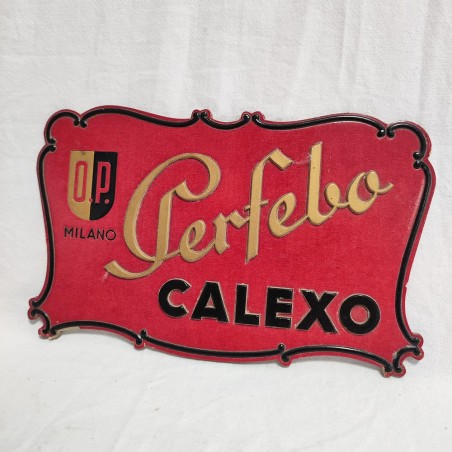 O.P.
MILANO
Perfebo
CALEXO